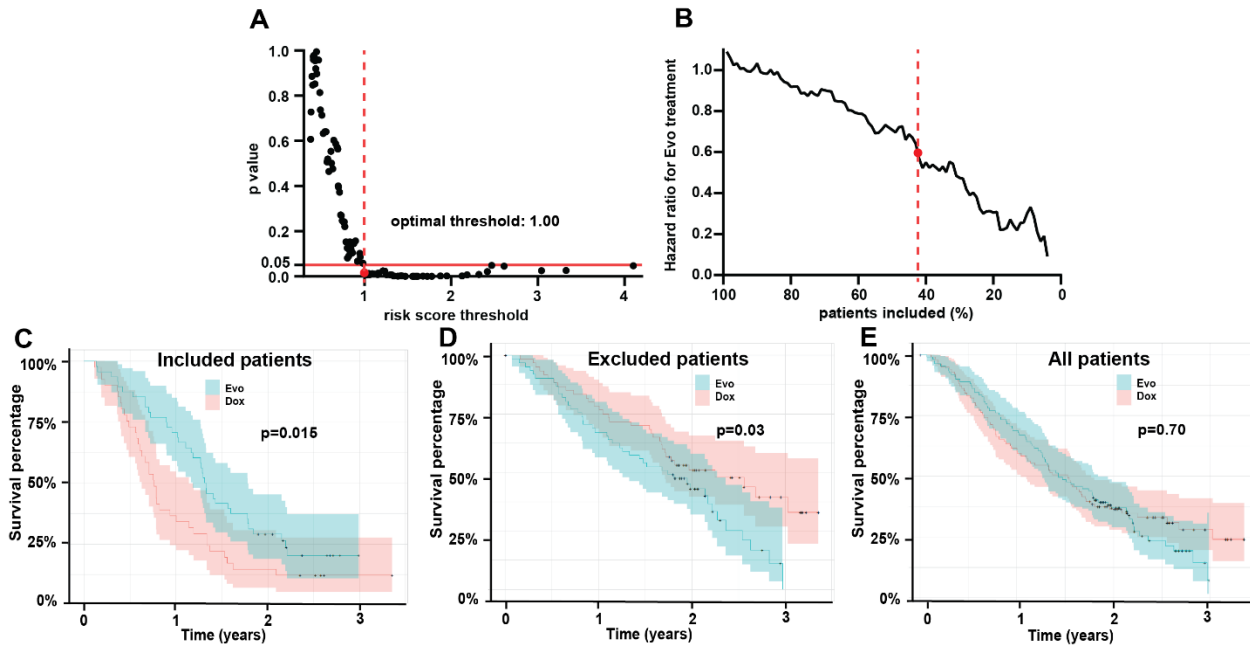 A
1.0
0.8
0.6
0.4
0.2
0.05
0.0
p value
optimal threshold: 1.00
1
2
3
4
risk score threshold
B
1.0
0.8
0.6
0.4
0.2
0.0
Hazard ratio for Evo treatment
100
80
60
40
20
0
patients included (%)
C
Included patients
Evo
Dox
p=0.015
100%
75%
50%
25%
0%
Survival percentage
0
1
2
3
Time (years)
D
Excluded patients
Evo
Dox
p=0.03
100%
75%
50%
25%
0%
Survival percentage
0
1
2
3
Time (years)
E
All patients
Evo
Dox
p=0.70
100%
75%
50%
25%
0%
Survival percentage
0
1
2
3
Time (years)